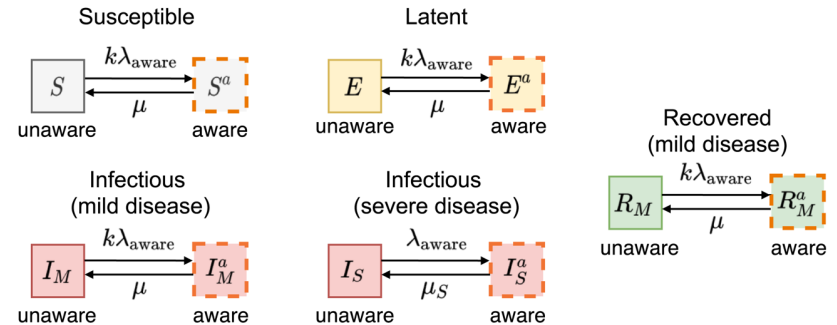 Susceptible
kλ_aware
S
S^a
μ
unaware
aware
Latent
kλ_aware
E
E^a
μ
unaware
aware
Infectious
(mild disease)
kλ_aware
I_M
I_M^a
μ
unaware
aware
Infectious
(severe disease)
λ_aware
I_S
I_S^a
μ_S
unaware
aware
Recovered
(mild disease)
kλ_aware
R_M
R_M^a
μ
unaware
aware